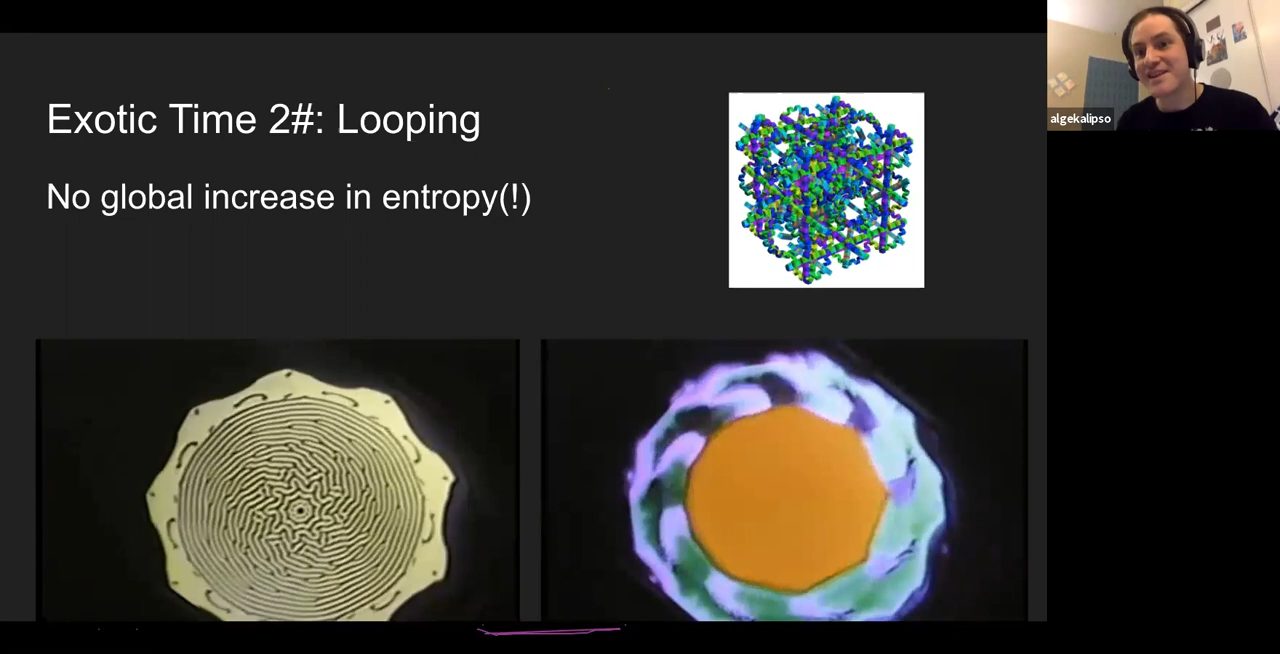 Exotic Time 2#: Looping
No global increase in entropy(!)
algekalipso